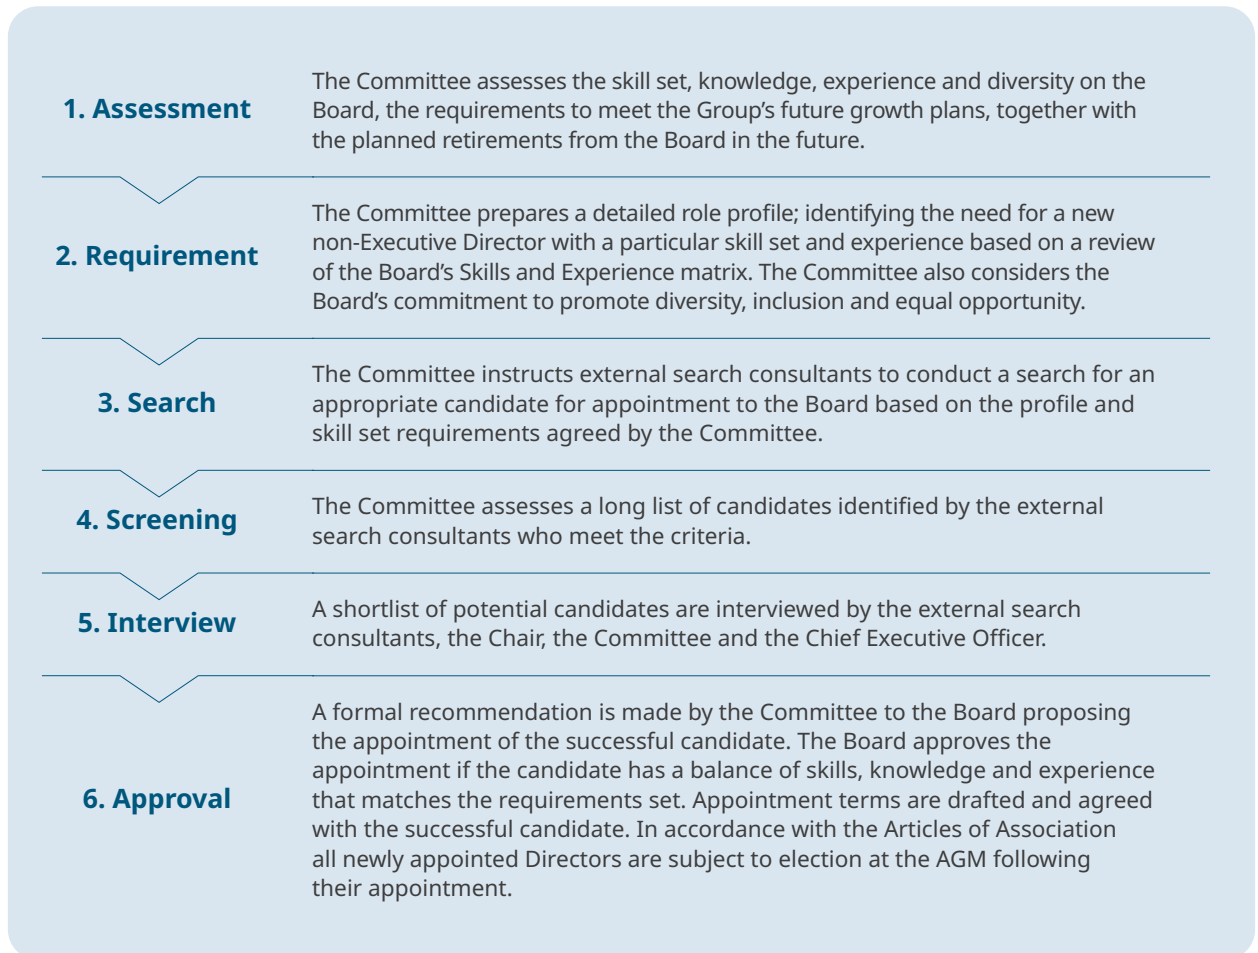 1. Assessment
The Committee assesses the skill set, knowledge, experience and diversity on the
Board, the requirements to meet the Group’s future growth plans, together with
the planned retirements from the Board in the future.
2. Requirement
The Committee prepares a detailed role profile; identifying the need for a new
non-Executive Director with a particular skill set and experience based on a review
of the Board’s Skills and Experience matrix. The Committee also considers the
Board’s commitment to promote diversity, inclusion and equal opportunity.
3. Search
The Committee instructs external search consultants to conduct a search for an
appropriate candidate for appointment to the Board based on the profile and
skill set requirements agreed by the Committee.
4. Screening
The Committee assesses a long list of candidates identified by the external
search consultants who meet the criteria.
5. Interview
A shortlist of potential candidates are interviewed by the external search
consultants, the Chair, the Committee and the Chief Executive Officer.
6. Approval
A formal recommendation is made by the Committee to the Board proposing
the appointment of the successful candidate. The Board approves the
appointment if the candidate has a balance of skills, knowledge and experience
that matches the requirements set. Appointment terms are drafted and agreed
with the successful candidate. In accordance with the Articles of Association
all newly appointed Directors are subject to election at the AGM following
their appointment.